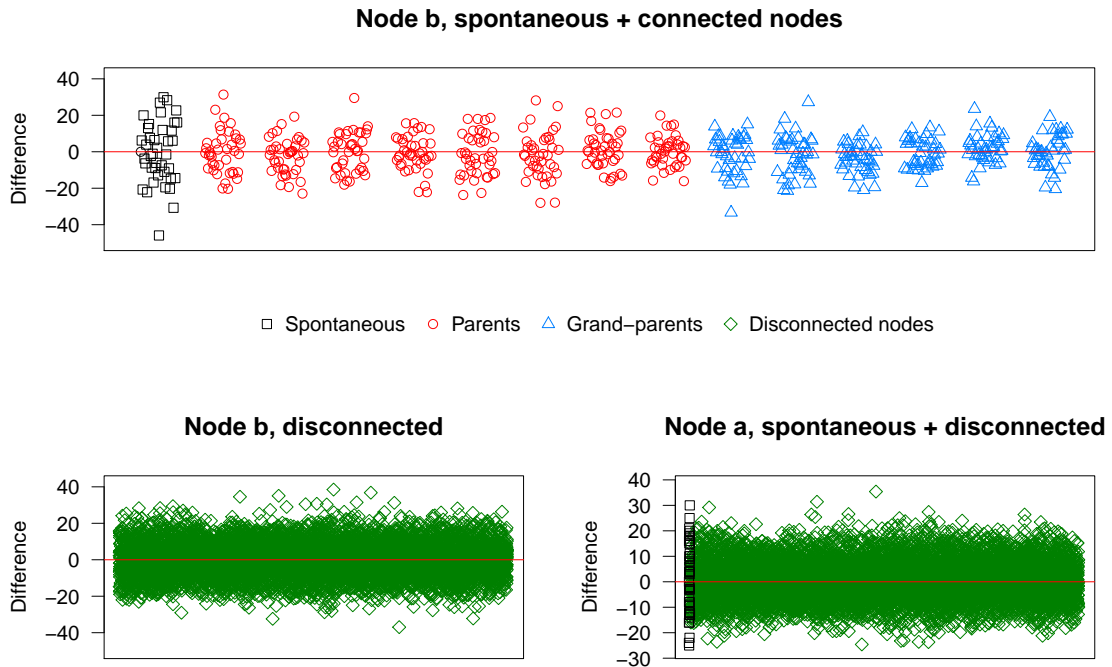 Node b, spontaneous + connected nodes
Difference
40
20
0
−20
−40
Spontaneous Parents Grand−parents Disconnected nodes
Node b, disconnected
Difference
40
20
0
−20
−40
Node a, spontaneous + disconnected
Difference
40
30
20
10
0
−10
−20
−30